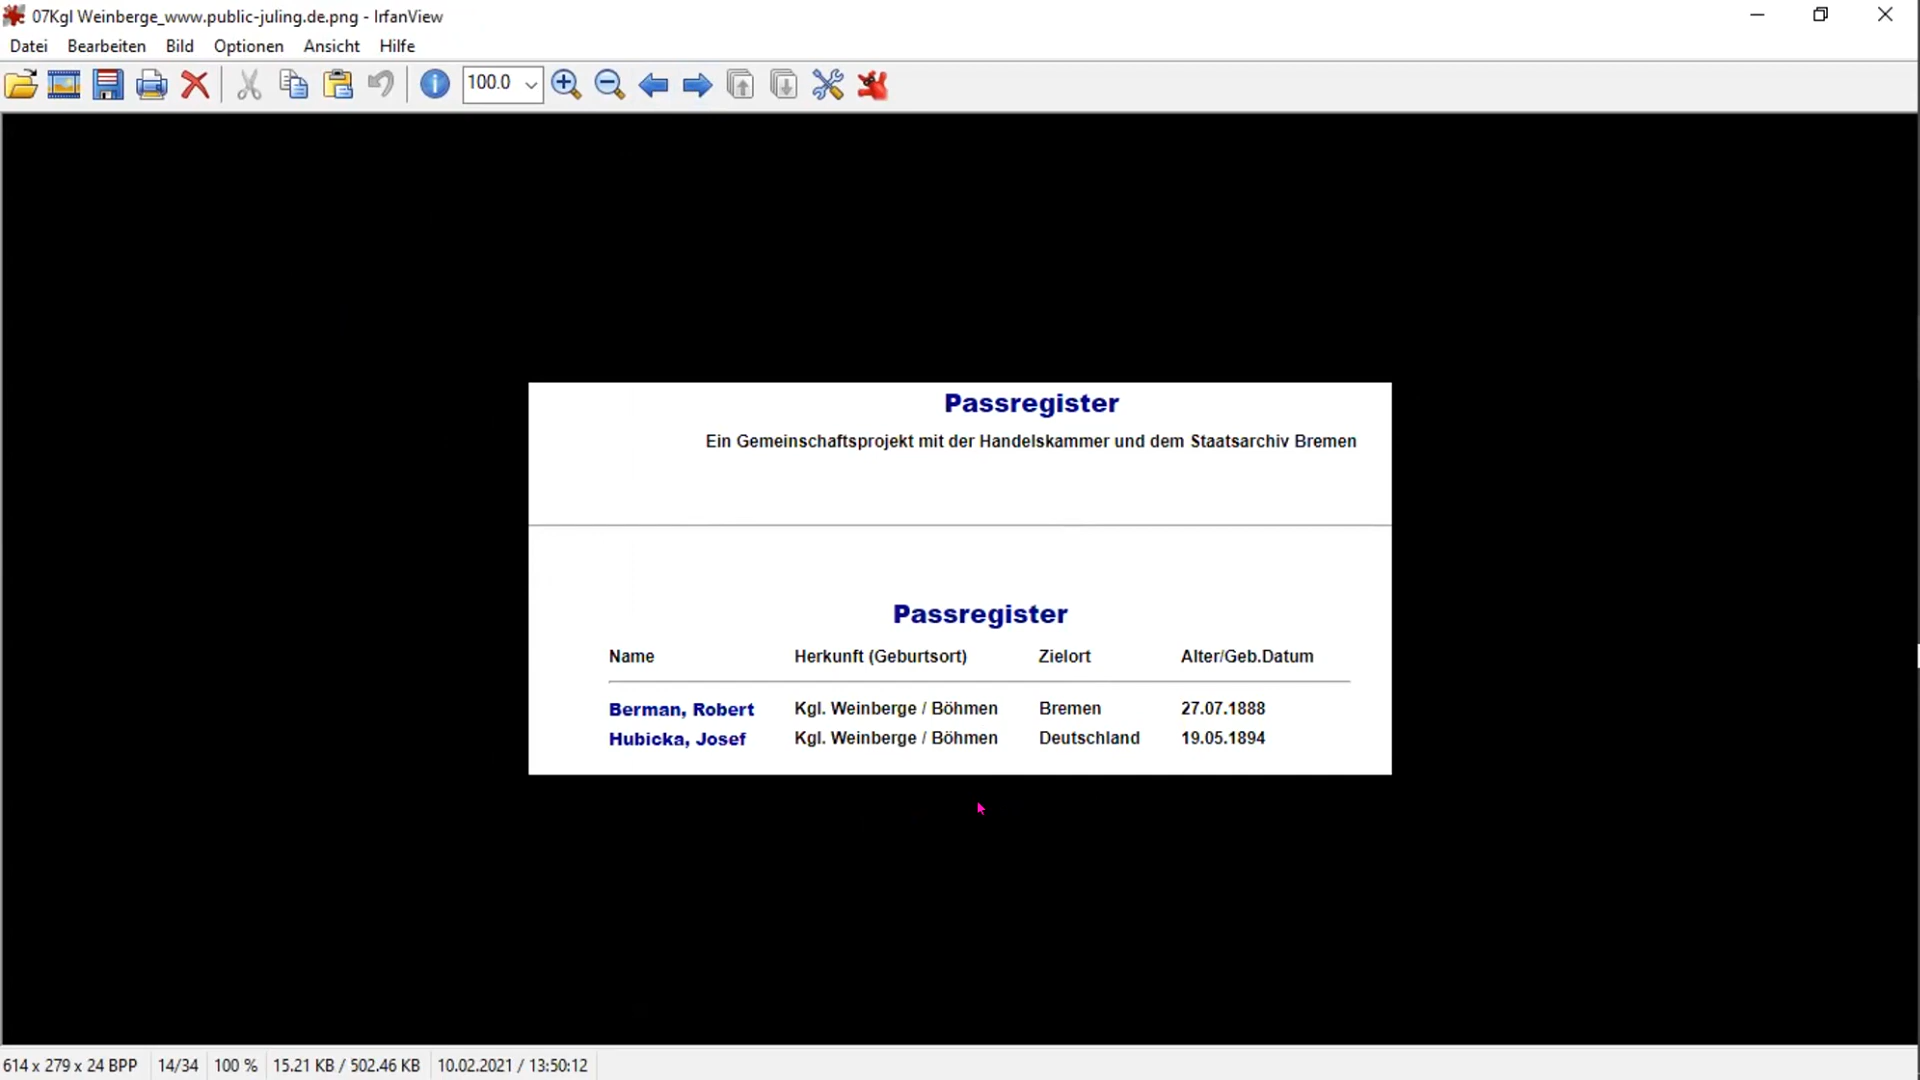 07Kgl Weinberge_www.public-juling.de.png - IrfanView
Datei Bearbeiten Bild Optionen Ansicht Hilfe
100.0
Passregister
Ein Gemeinschaftsprojekt mit der Handelskammer und dem Staatsarchiv Bremen
Passregister
Name Herkunft (Geburtsort) Zielort Alter/Geb.Datum
Berman, Robert Kgl. Weinberge / Böhmen Bremen 27.07.1888
Hubicka, Josef Kgl. Weinberge / Böhmen Deutschland 19.05.1894
614 x 279 x 24 BPP 14/34 100 % 15.21 KB / 502.46 KB 10.02.2021 / 13:50:12